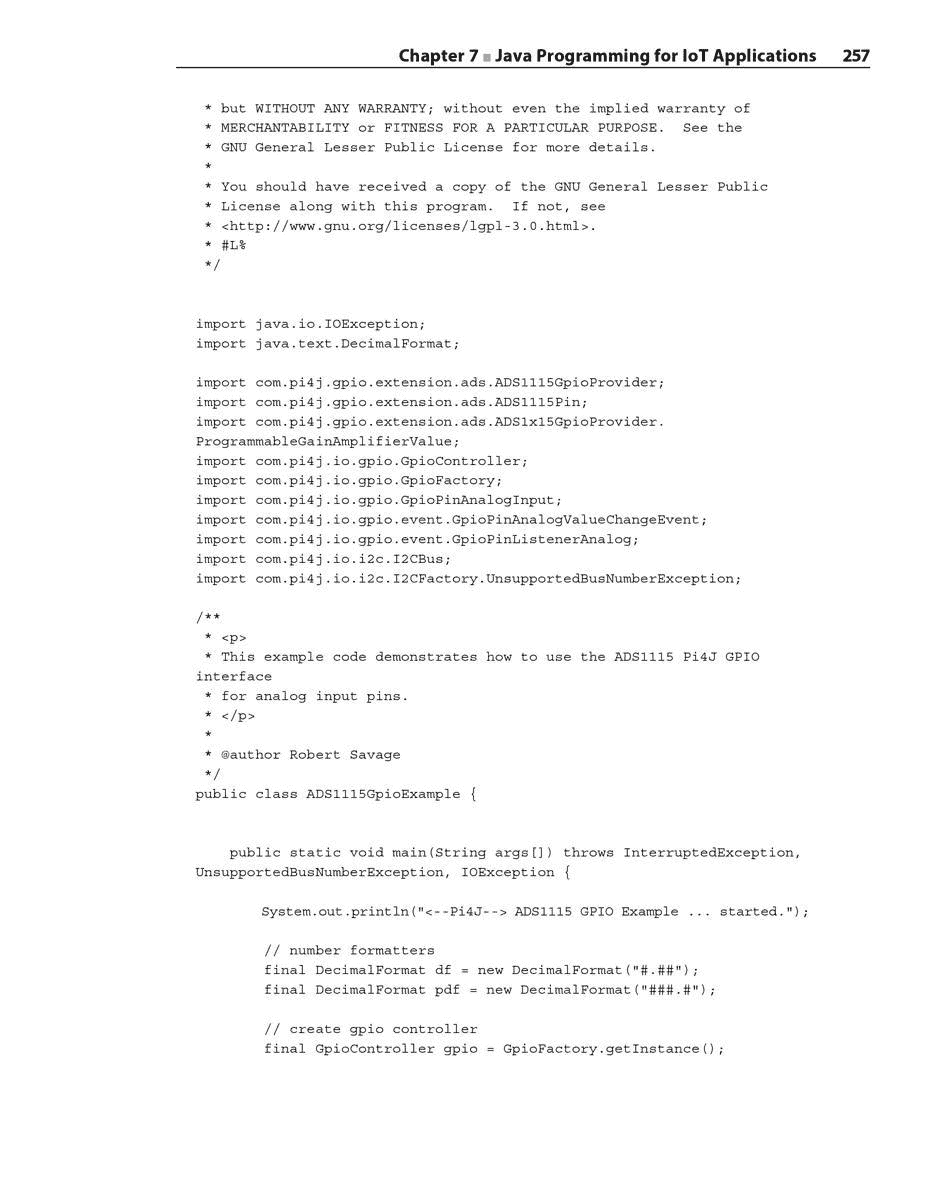 Chapter 7 ■ Java Programming for IoT Applications 257
* but WITHOUT ANY WARRANTY; without even the implied warranty of
* MERCHANTABILITY or FITNESS FOR A PARTICULAR PURPOSE.  See the
* GNU General Lesser Public License for more details.
*
* You should have received a copy of the GNU General Lesser Public
* License along with this program.  If not, see
* <http://www.gnu.org/licenses/lgpl-3.0.html>.
* #L%
*/
import java.io.IOException;
import java.text.DecimalFormat;
import com.pi4j.gpio.extension.ads.ADS1115GpioProvider;
import com.pi4j.gpio.extension.ads.ADS1115Pin;
import com.pi4j.gpio.extension.ads.ADS1x15GpioProvider.
ProgrammableGainAmplifierValue;
import com.pi4j.io.gpio.GpioController;
import com.pi4j.io.gpio.GpioFactory;
import com.pi4j.io.gpio.GpioPinAnalogInput;
import com.pi4j.io.gpio.event.GpioPinAnalogValueChangeEvent;
import com.pi4j.io.gpio.event.GpioPinListenerAnalog;
import com.pi4j.io.i2c.I2CBus;
import com.pi4j.io.i2c.I2CFactory.UnsupportedBusNumberException;
/**
* <p>
* This example code demonstrates how to use the ADS1115 Pi4J GPIO
interface
* for analog input pins.
* </p>
*
* @author Robert Savage
*/
public class ADS1115GpioExample {
public static void main(String args[]) throws InterruptedException,
UnsupportedBusNumberException, IOException {
System.out.println("<--Pi4J--> ADS1115 GPIO Example ... started.");
// number formatters
final DecimalFormat df = new DecimalFormat("#.##");
final DecimalFormat pdf = new DecimalFormat("###.#");
// create gpio controller
final GpioController gpio = GpioFactory.getInstance();